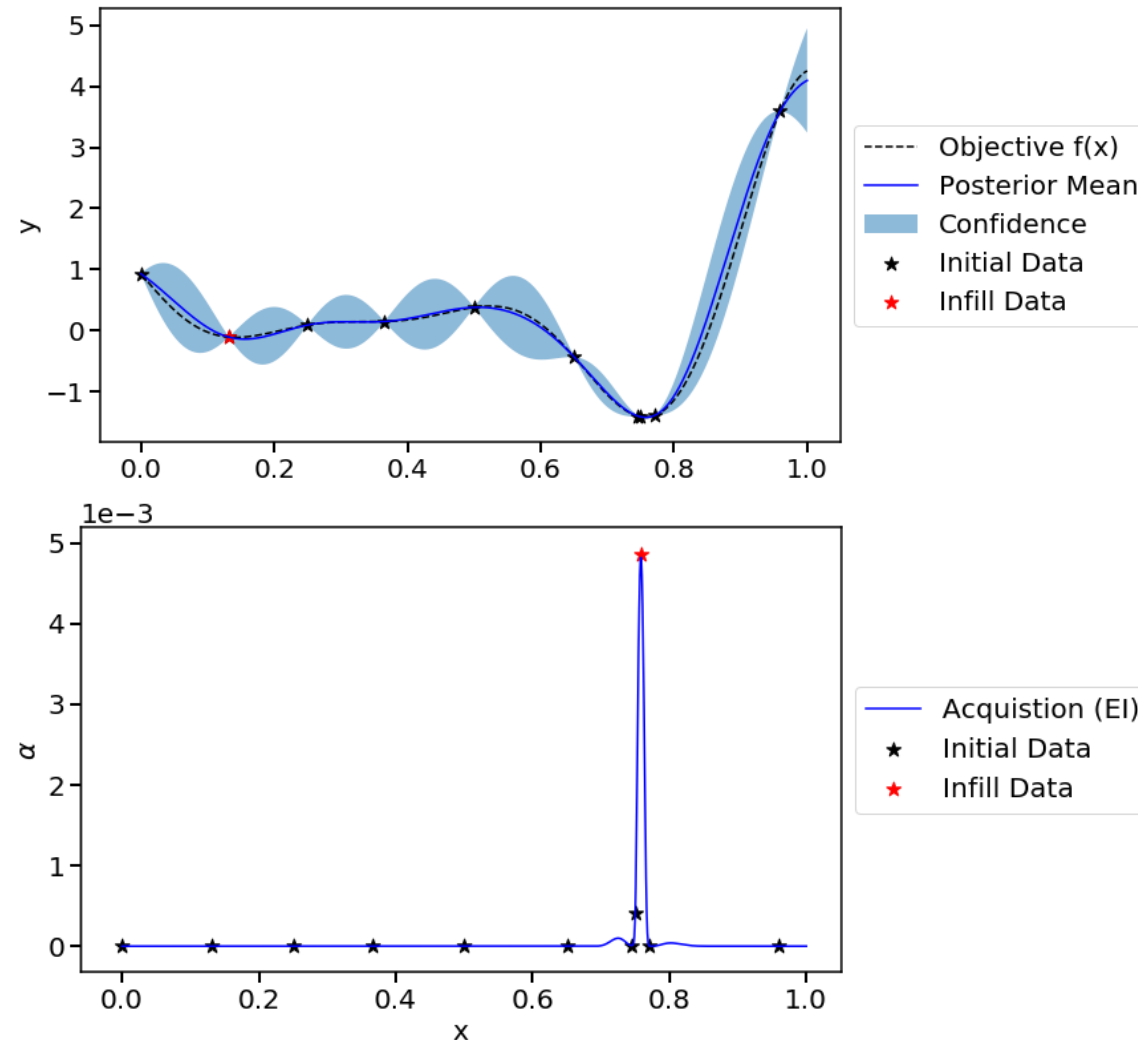 5
4
3
2
1
0
−1
y
0.0 0.2 0.4 0.6 0.8 1.0
Objective f(x)
Posterior Mean
Confidence
Initial Data
Infill Data
1e−3
5
4
3
2
1
0
α
0.0 0.2 0.4 0.6 0.8 1.0
x
Acquistion (EI)
Initial Data
Infill Data